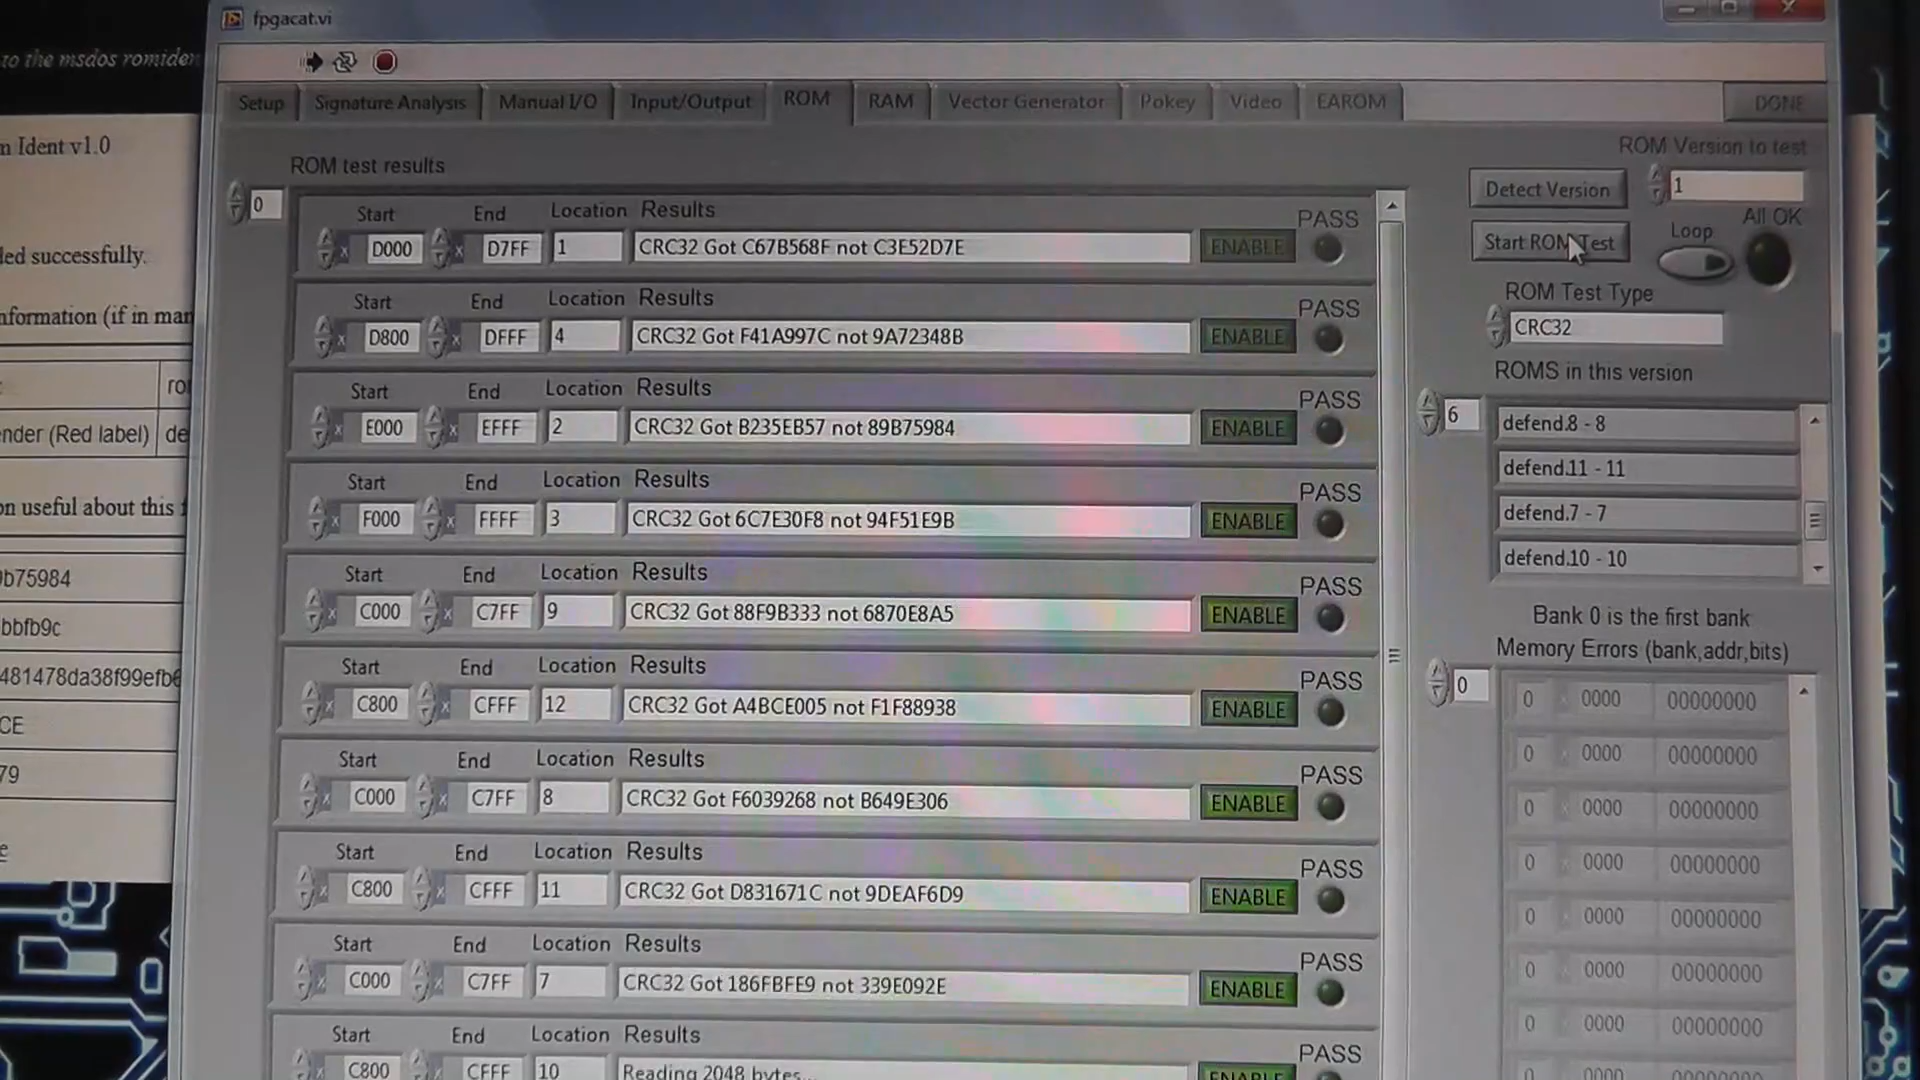 fpgacat.vi
to the msdos romiden
Setup Signature Analysis Manual I/O Input/Output ROM RAM Vector Generator Pokey Video EAROM DONE
m Ident v1.0
ROM test results
ROM Version to test
Detect Version 1
0
Start End Location Results PASS
D000 D7FF 1 CRC32 Got C67B568F not C3E52D7E ENABLE
Start ROM Test Loop All OK
led successfully.
ROM Test Type
CRC32
Start End Location Results PASS
D800 DFFF 4 CRC32 Got F41A997C not 9A72348B ENABLE
nformation (if in mar
ROMS in this version
Start End Location Results PASS
E000 EFFF 2 CRC32 Got B235EB57 not 89B75984 ENABLE
6
defend.8 - 8
defend.11 - 11
defend.7 - 7
defend.10 - 10
ender (Red label) de
Start End Location Results PASS
F000 FFFF 3 CRC32 Got 6C7E30F8 not 94F51E9B ENABLE
on useful about this f
Start End Location Results PASS
C000 C7FF 9 CRC32 Got 88F9B333 not 6870E8A5 ENABLE
9b75984
bbfb9c
Bank 0 is the first bank
Memory Errors (bank,addr,bits)
0
Start End Location Results PASS
C800 CFFF 12 CRC32 Got A4BCE005 not F1F88938 ENABLE
481478da38f99efb6
CE
79
0 0000 00000000
0 0000 00000000
Start End Location Results PASS
C000 C7FF 8 CRC32 Got F6039268 not B649E306 ENABLE
0 0000 00000000
0 0000 00000000
Start End Location Results PASS
C800 CFFF 11 CRC32 Got D831671C not 9DEAF6D9 ENABLE
0 0000 00000000
0 0000 00000000
Start End Location Results PASS
C000 C7FF 7 CRC32 Got 186FBFE9 not 339E092E ENABLE
0 0000 00000000
Start End Location Results PASS
C800 CFFF 10 Reading 2048 bytes... ENABLE